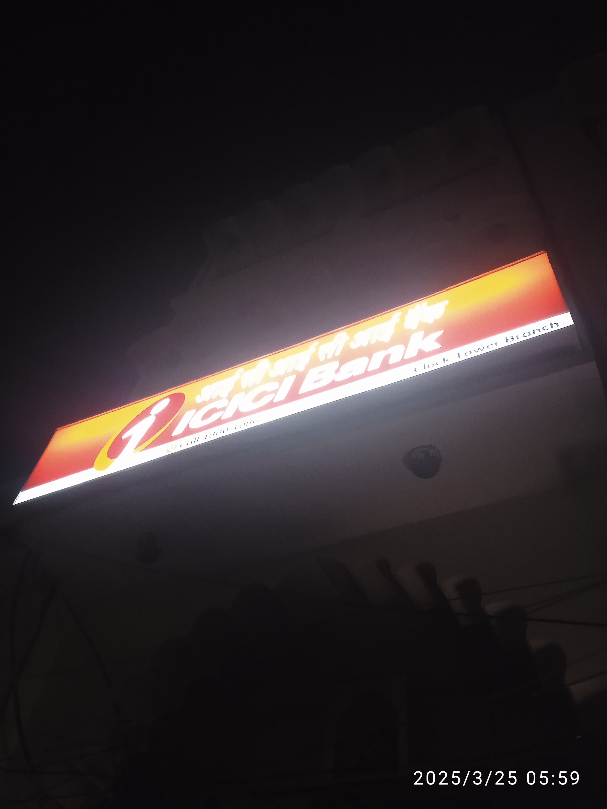 आई सी आई सी आई बैंक
ICICI Bank
Clock Tower Branch
2025/3/25 05:59